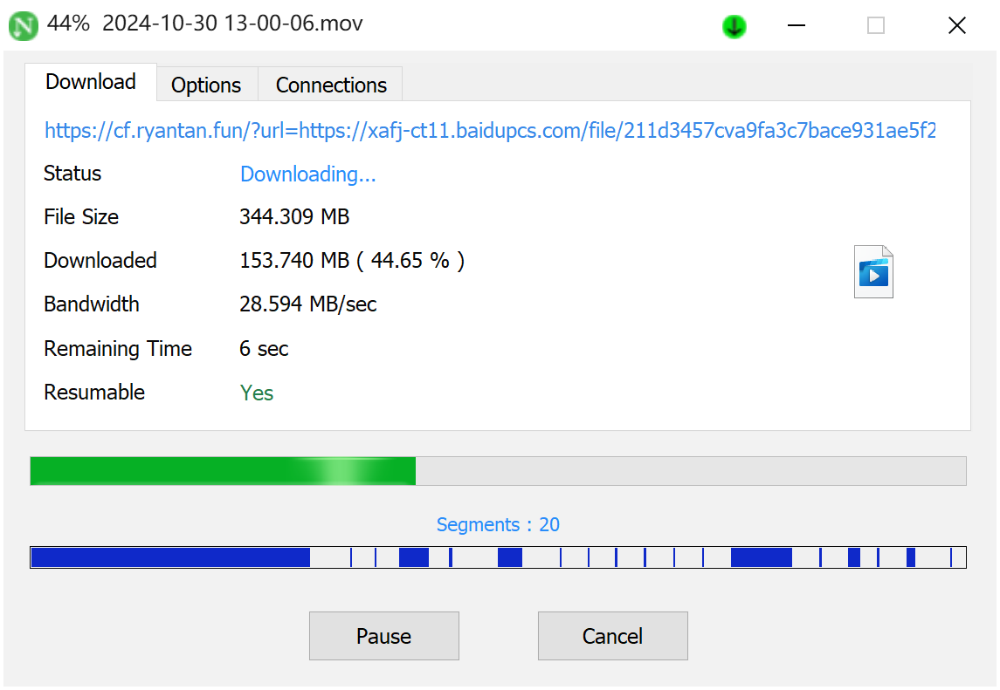 N 44% 2024-10-30 13-00-06.mov
Download Options Connections
https://cf.ryantan.fun/?url=https://xafj-ct11.baidupcs.com/file/211d3457cva9fa3c7bace931ae5f2
Status Downloading...
File Size 344.309 MB
Downloaded 153.740 MB ( 44.65 % )
Bandwidth 28.594 MB/sec
Remaining Time 6 sec
Resumable Yes
Segments : 20
Pause Cancel